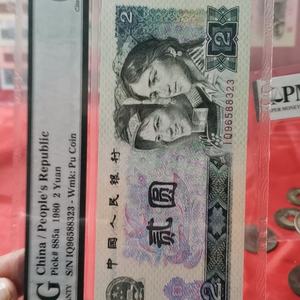 China / People's Republic
Pick# 885a 1980 2 Yuan
S/N IQ96588323 - Wmk: Pu Coin
中国人民银行
贰圆
2
2
IQ96588323
LPM